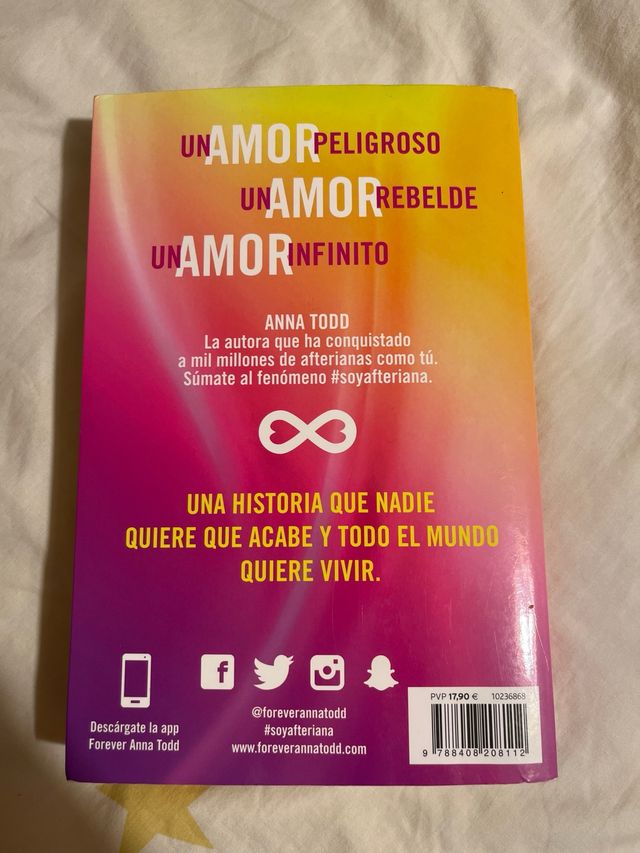 UN AMOR PELIGROSO
UN AMOR REBELDE
UN AMOR INFINITO
ANNA TODD
La autora que ha conquistado
a mil millones de afterianas como tú.
Súmate al fenómeno #soyafteriana.
UNA HISTORIA QUE NADIE
QUIERE QUE ACABE Y TODO EL MUNDO
QUIERE VIVIR.
Descárgate la app
Forever Anna Todd
@foreverannatodd
#soyafteriana
www.foreverannatodd.com
PVP 17,90 € 10236868
9 788408 208112